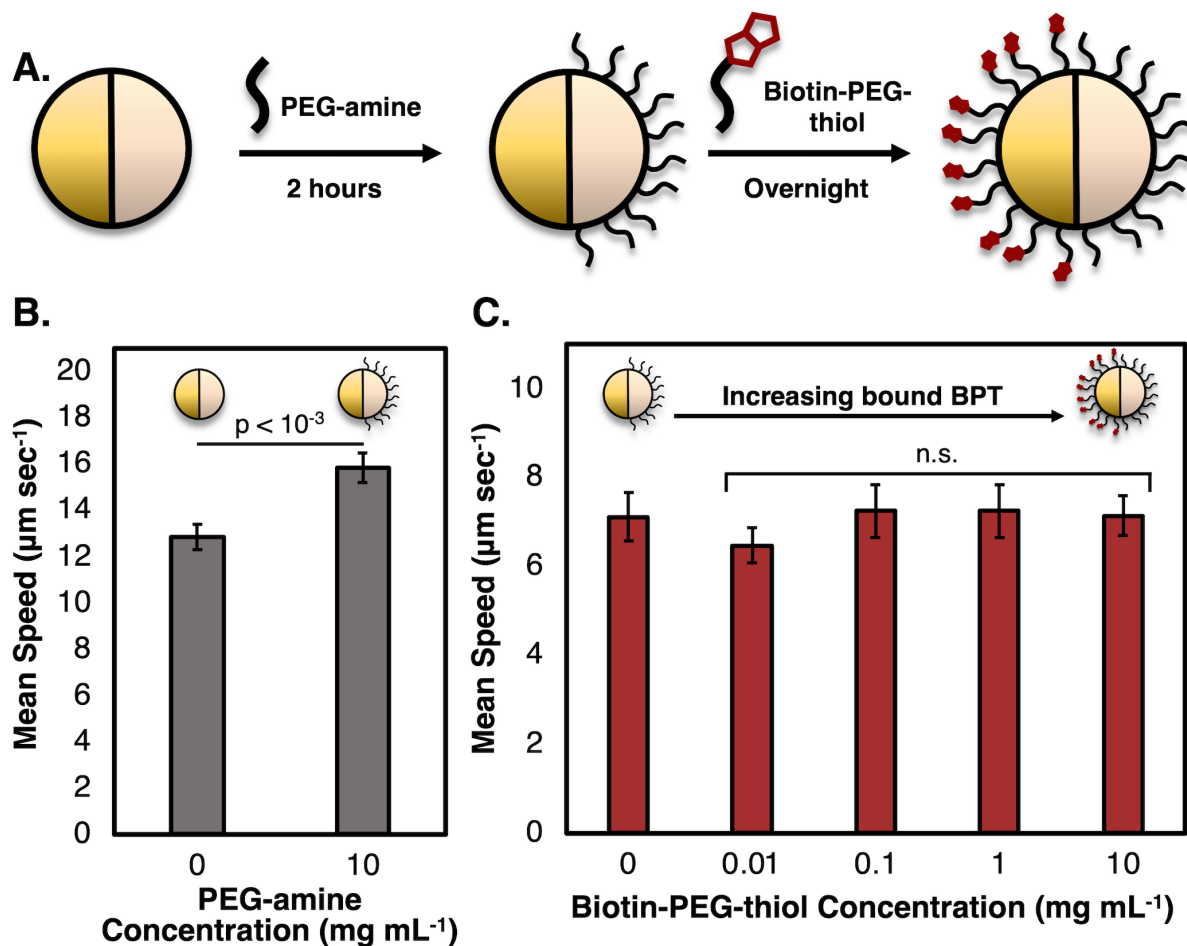 A.
PEG-amine
2 hours
Biotin-PEG-
thiol
Overnight
B.
Mean Speed (µm sec⁻¹)
20
18
16
14
12
10
8
6
4
2
0
p < 10⁻³
0
10
PEG-amine
Concentration (mg mL⁻¹)
C.
Mean Speed (µm sec⁻¹)
10
8
6
4
2
0
Increasing bound BPT
n.s.
0
0.01
0.1
1
10
Biotin-PEG-thiol Concentration (mg mL⁻¹)